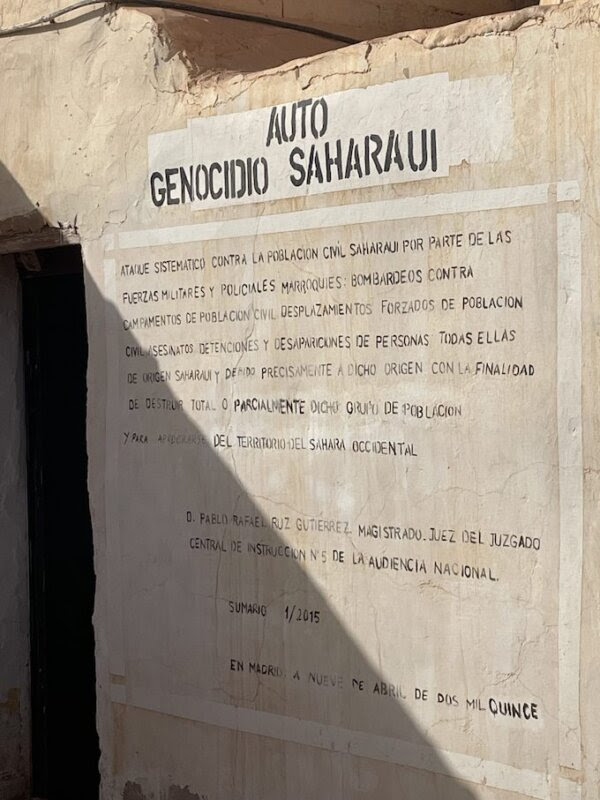 AUTO
GENOCIDIO SAHARAUI
ATAQUE SISTEMATICO CONTRA LA POBLACION CIVIL SAHARAUI POR PARTE DE LAS
FUERZAS MILITARES Y POLICIALES MARROQUIES: BOMBARDEOS CONTRA
CAMPAMENTOS DE POBLACION CIVIL DESPLAZAMIENTOS FORZADOS DE POBLACION
CIVIL ASESINATOS DETENCIONES Y DESAPARICIONES DE PERSONAS TODAS ELLAS
DE ORIGEN SAHARAUI Y DEBIDO PRECISAMENTE A DICHO ORIGEN CON LA FINALIDAD
DE DESTRUIR TOTAL O PARCIALMENTE DICHO GRUPO DE POBLACION
Y PARA APODERARSE DEL TERRITORIO DEL SAHARA OCCIDENTAL
D. PABLO RAFAEL RUZ GUTIERREZ MAGISTRADO-JUEZ DEL JUZGADO
CENTRAL DE INSTRUCCION Nº5 DE LA AUDIENCIA NACIONAL.
SUMARIO 1/2015
EN MADRID A NUEVE DE ABRIL DE DOS MIL QUINCE